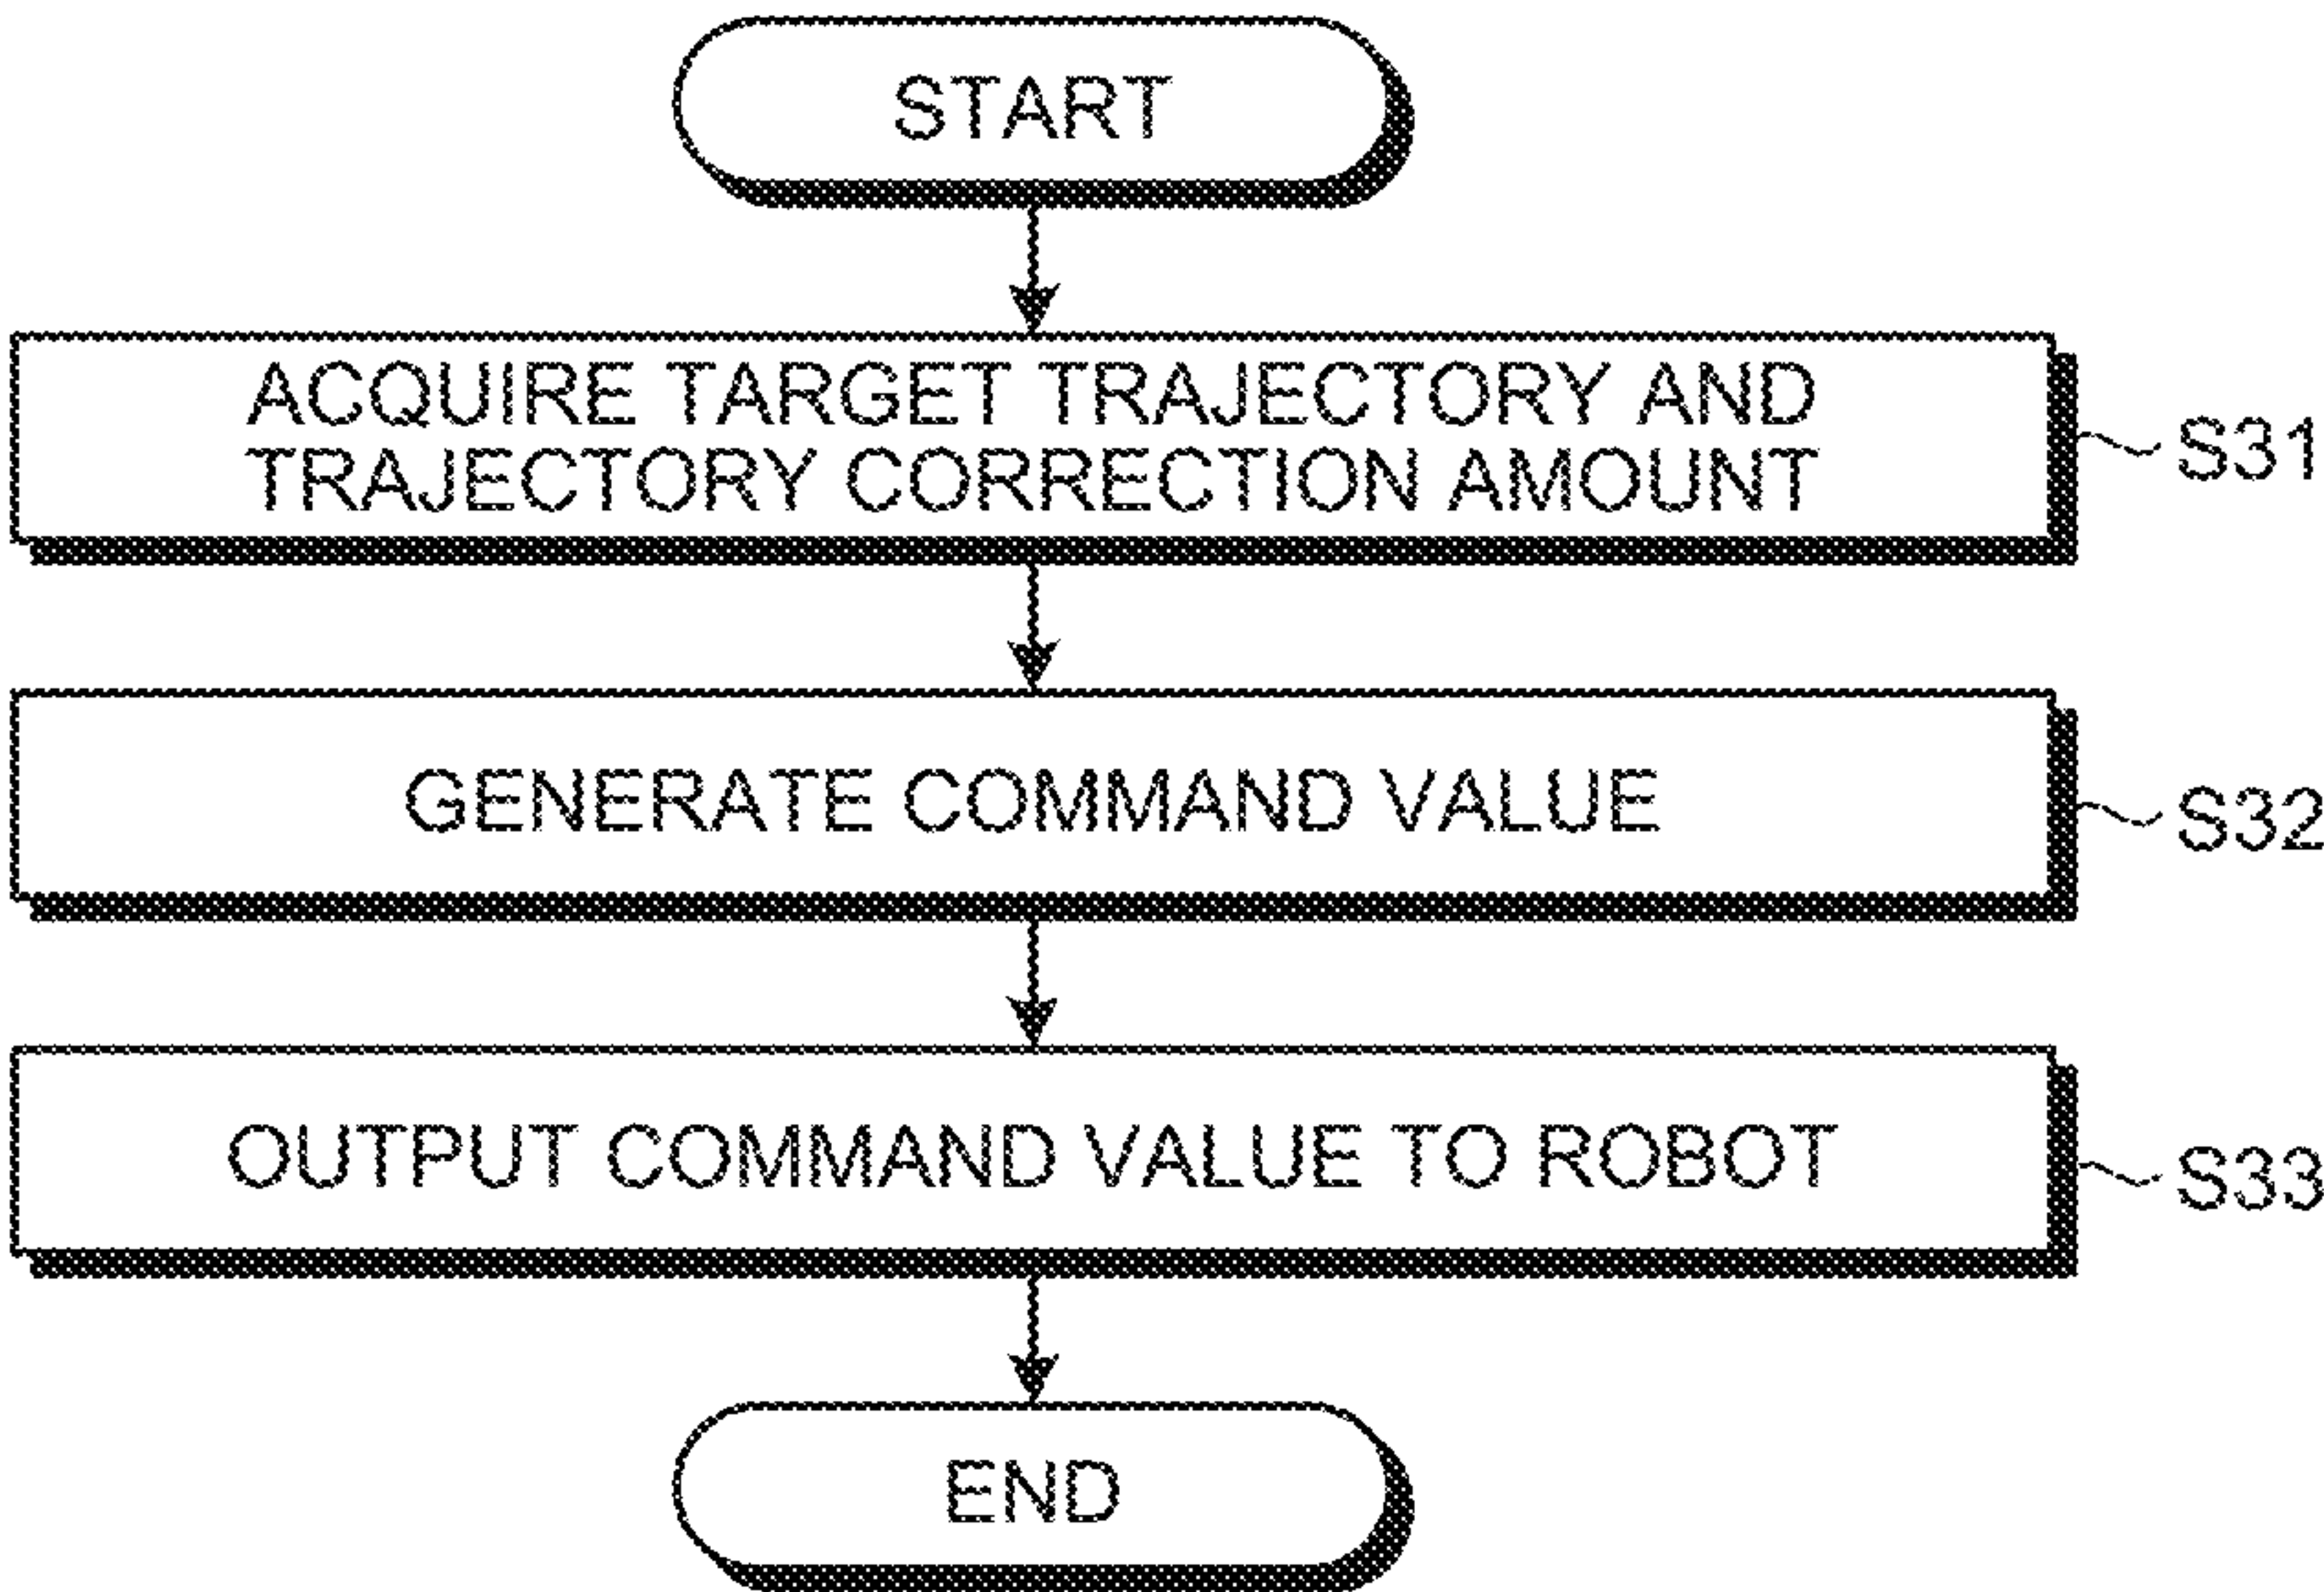 START
ACQUIRE TARGET TRAJECTORY AND
TRAJECTORY CORRECTION AMOUNT
S31
GENERATE COMMAND VALUE
S32
OUTPUT COMMAND VALUE TO ROBOT
S33
END